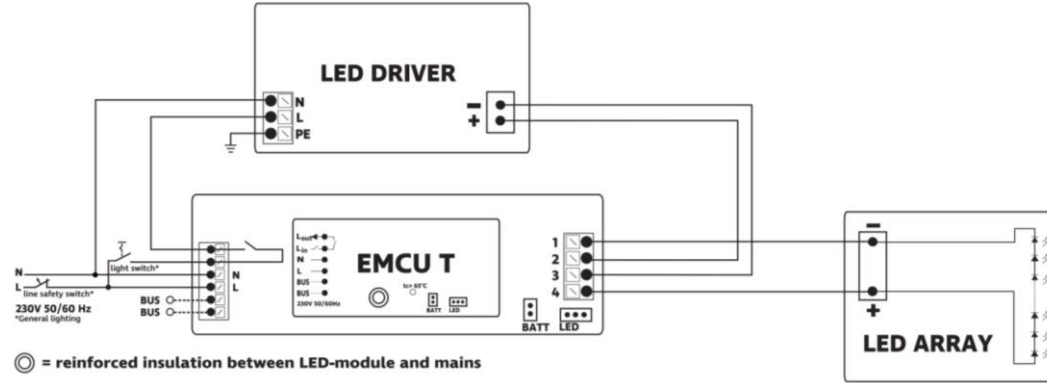 LED DRIVER
N
L
PE
−
+
Lout
Lin
N
L
BUS
BUS
230V 50/60Hz
EMCU T
tc= 65°C
BATT LED
1
2
3
4
BATT LED
N
L
light switch*
N
L line safety switch*
230V 50/60 Hz
*General lighting
BUS
BUS
−
+
LED ARRAY
= reinforced insulation between LED-module and mains